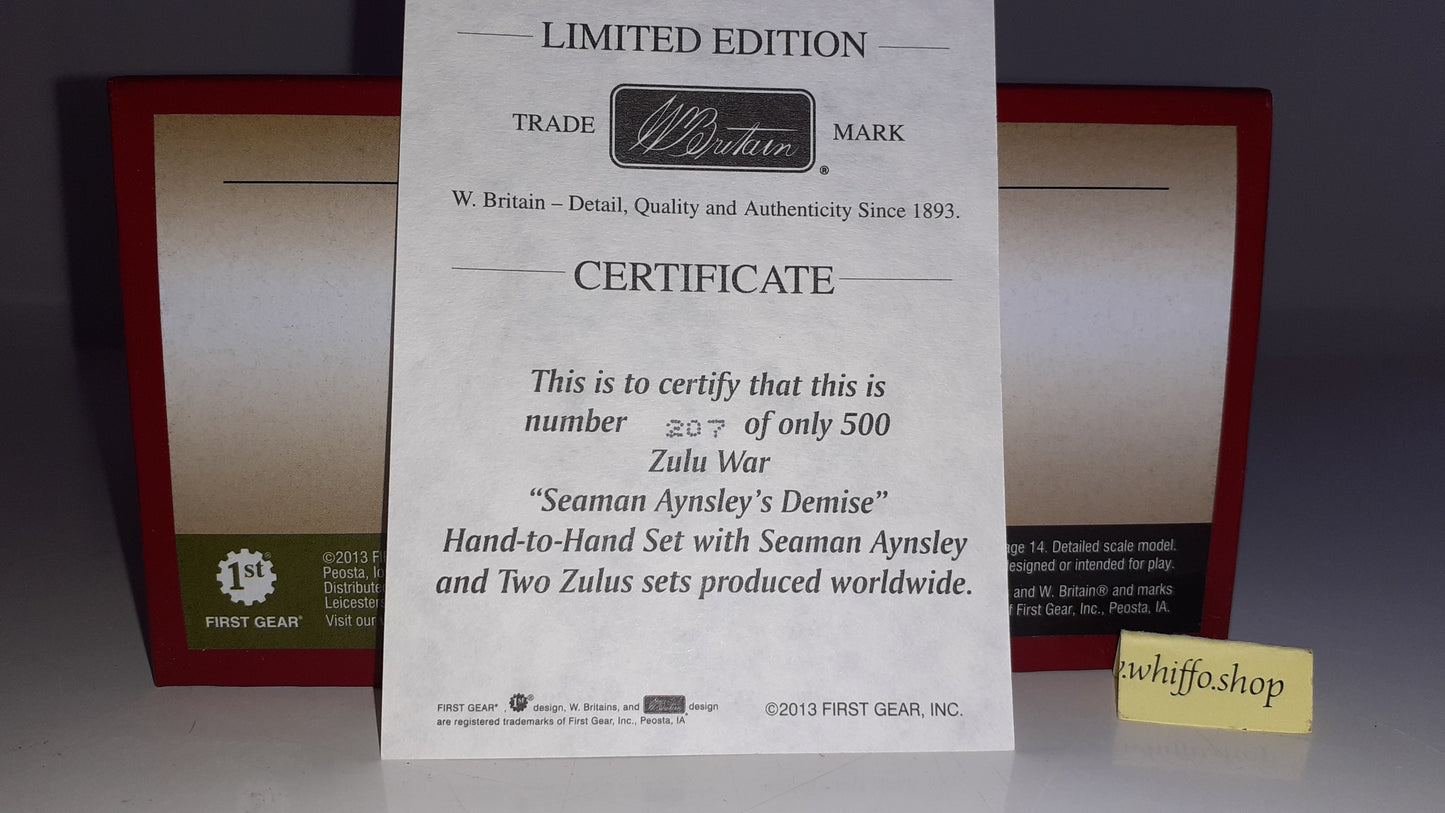 LIMITED EDITION
TRADE W Britain ® MARK
W. Britain – Detail, Quality and Authenticity Since 1893.
CERTIFICATE
This is to certify that this is
number 207 of only 500
Zulu War
“Seaman Aynsley’s Demise”
Hand-to-Hand Set with Seaman Aynsley
and Two Zulus sets produced worldwide.
FIRST GEAR®, 1st® design, W. Britains, and design
are registered trademarks of First Gear, Inc., Peosta, IA
©2013 FIRST GEAR, INC.
1st®
FIRST GEAR®
©2013 FI
Peosta, Io
Distribute
Leicester
Visit our
age 14. Detailed scale model.
esigned or intended for play.
and W. Britain® and marks
f First Gear, Inc., Peosta, IA.
.whiffo.shop